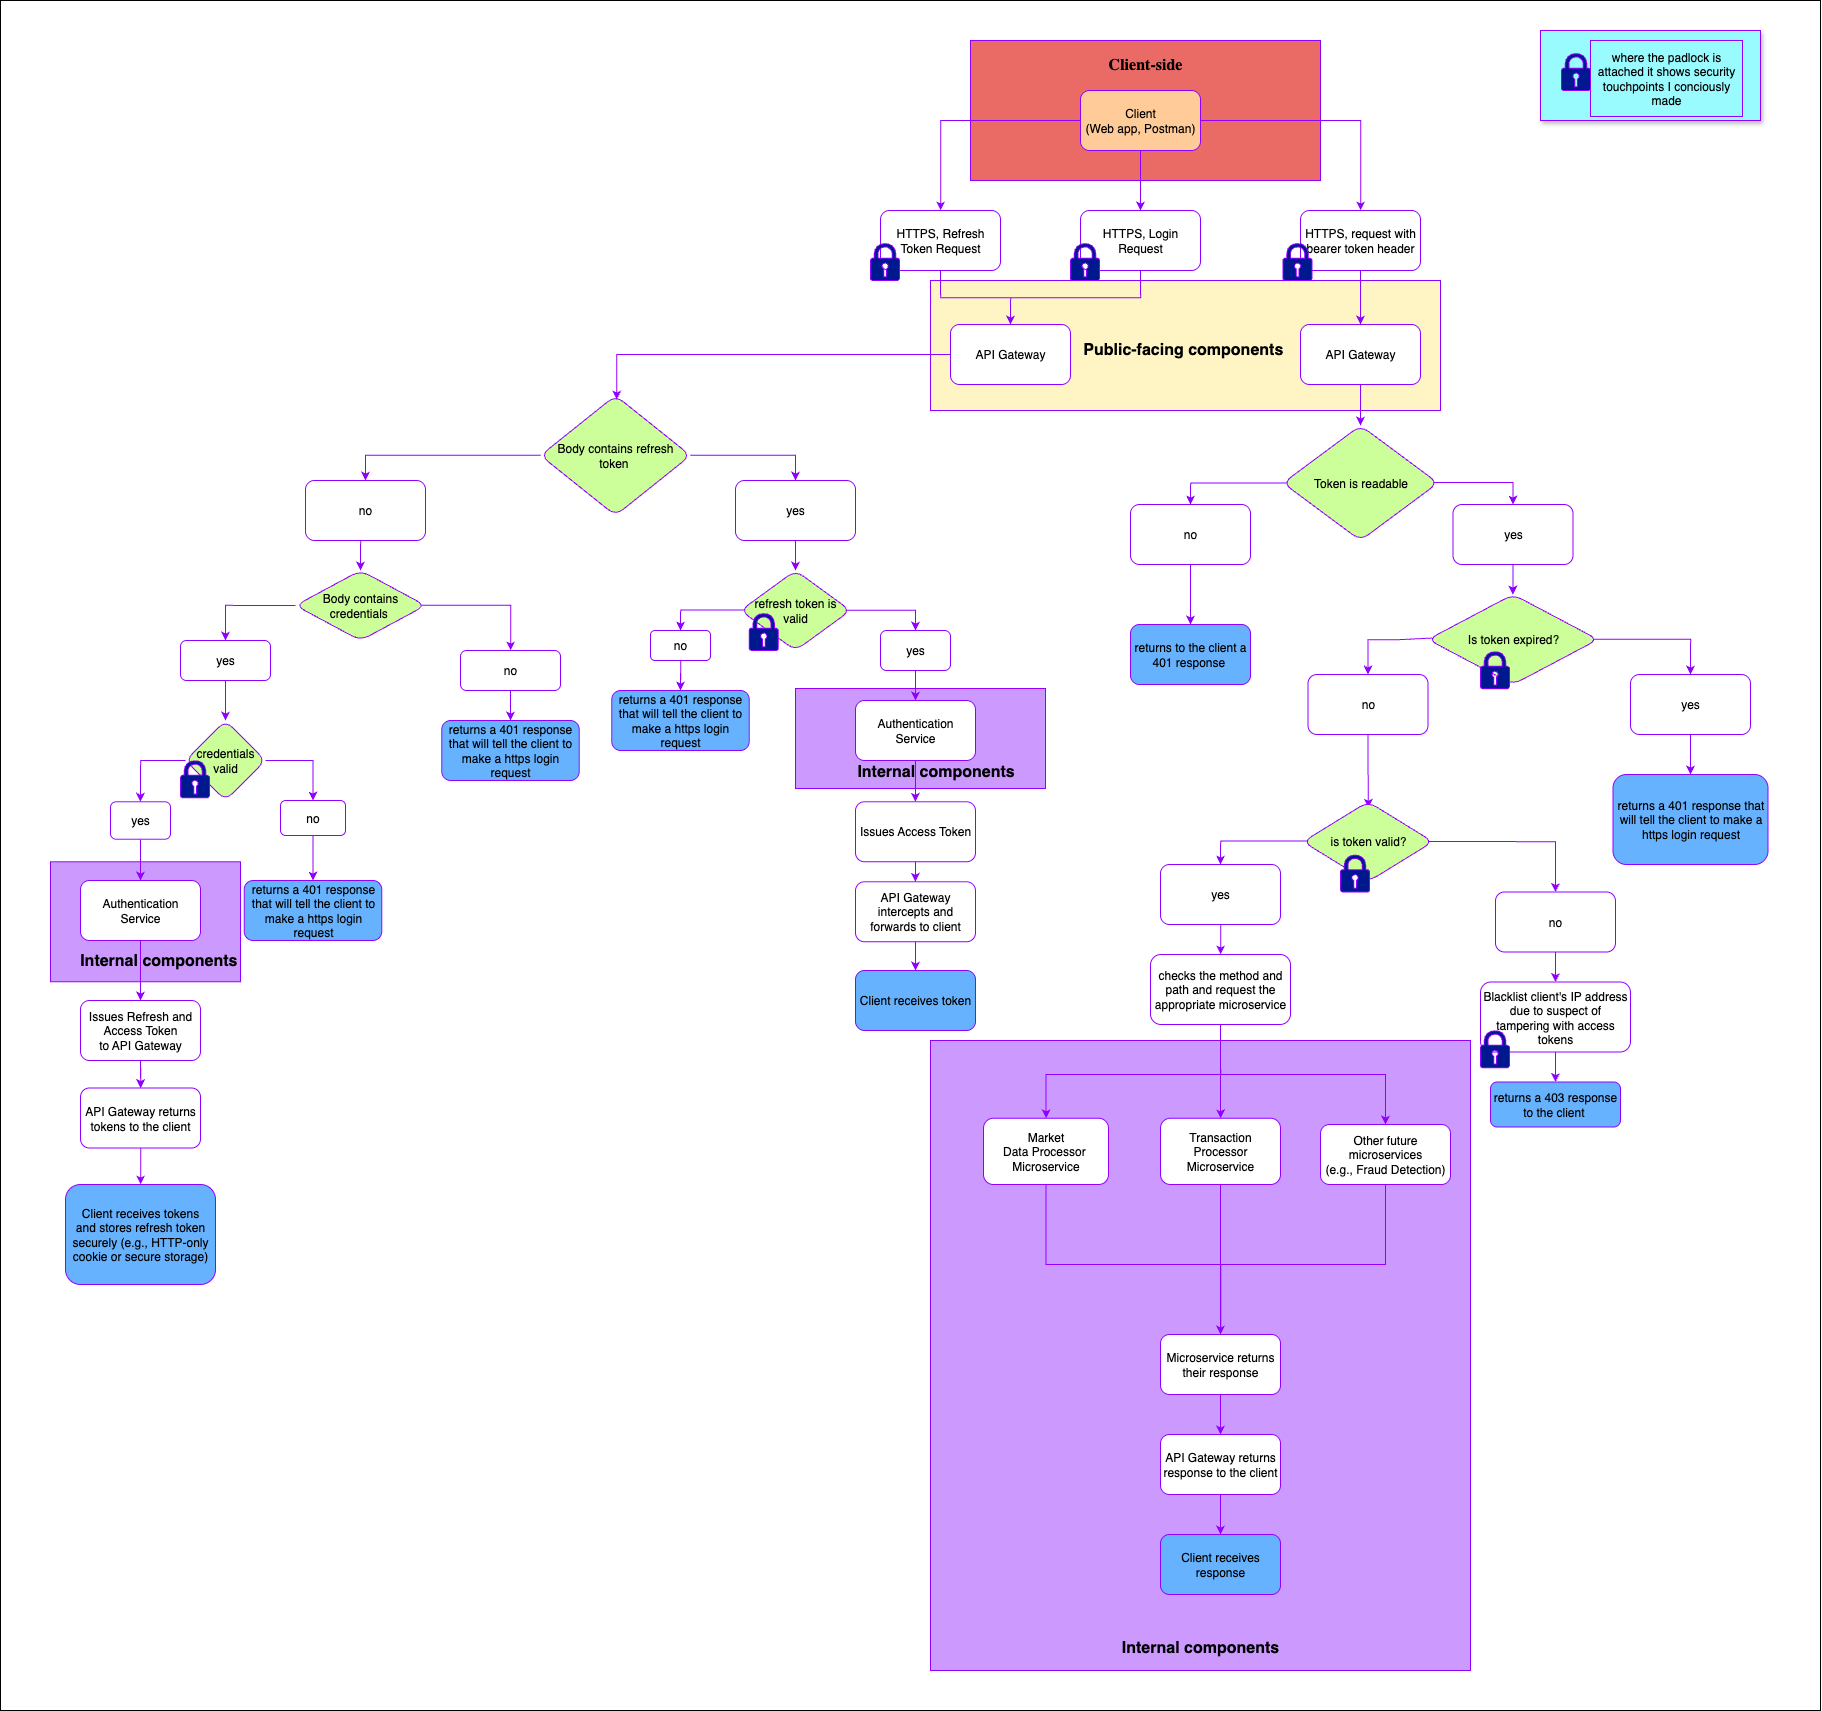 Client-side
where the padlock is
attached it shows security
touchpoints I conciously
made
Client
(Web app, Postman)
HTTPS, Refresh
Token Request
HTTPS, Login
Request
HTTPS, request with
bearer token header
API Gateway
Public-facing components
API Gateway
Body contains refresh
token
Token is readable
no
yes
no
yes
Body contains
credentials
refresh token is
valid
returns to the client a
401 response
Is token expired?
yes
no
no
yes
no
yes
returns a 401 response
that will tell the client to
make a https login
request
returns a 401 response
that will tell the client to
make a https login
request
Authentication
Service
Internal components
credentials
valid
returns a 401 response that
will tell the client to make a
https login request
yes
no
Issues Access Token
is token valid?
Authentication
Service
Internal components
returns a 401 response
that will tell the client to
make a https login
request
API Gateway
intercepts and
forwards to client
yes
no
Client receives token
checks the method and
path and request the
appropriate microservice
Blacklist client's IP address
due to suspect of
tampering with access
tokens
Issues Refresh and
Access Token
to API Gateway
returns a 403 response
to the client
API Gateway returns
tokens to the client
Market
Data Processor
Microservice
Transaction
Processor
Microservice
Other future
microservices
(e.g., Fraud Detection)
Client receives tokens
and stores refresh token
securely (e.g., HTTP-only
cookie or secure storage)
Microservice returns
their response
API Gateway returns
response to the client
Client receives
response
Internal components